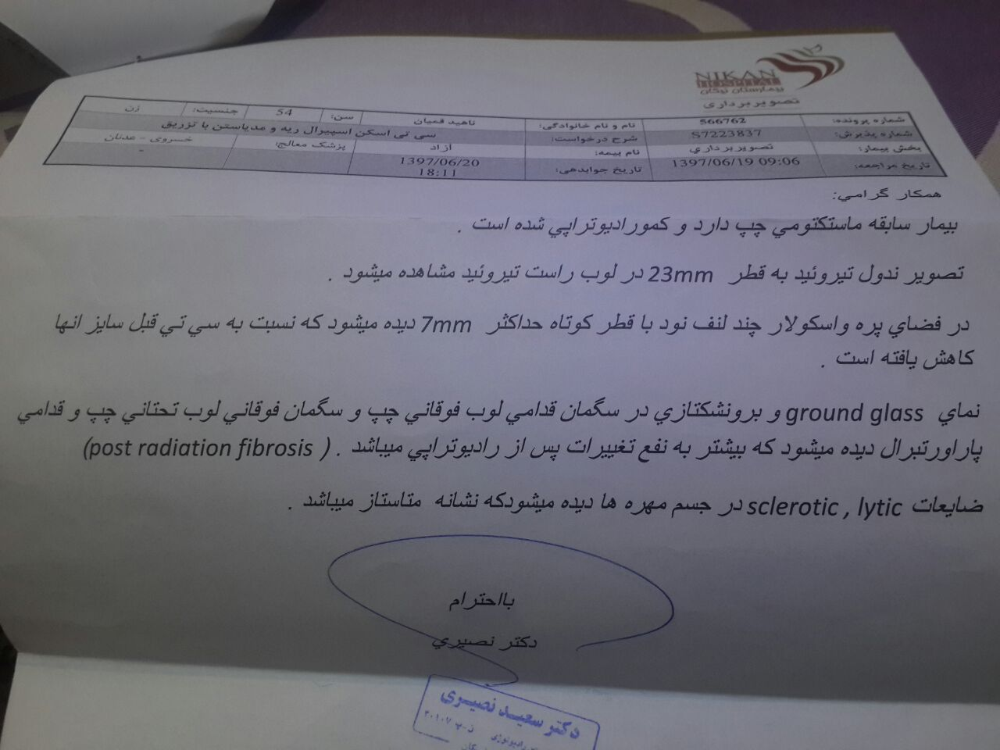 NIKAN
HOSPITAL
بیمارستان نیکان
تصویربرداری
شماره پرونده: 566762 نام و نام خانوادگی: ناهید قمیان سن: 54 جنسیت: زن
شماره پذیرش: S7223837 شرح درخواست: سی تی اسکن اسپیرال ریه و مدیاستن با تزریق
بخش بیمار: تصویربرداري نام بیمه: آزاد پزشک معالج: خسروی - عدنان
تاریخ مراجعه: 1397/06/19 09:06 تاریخ جوابدهی: 1397/06/20 18:11 -
همکار گرامي:
بیمار سابقه ماستکتومي چپ دارد و کمورادیوتراپي شده است .
تصویر ندول تیروئید به قطر 23mm در لوب راست تیروئید مشاهده میشود .
در فضاي پره واسکولار چند لنف نود با قطر کوتاه حداکثر 7mm دیده میشود که نسبت به سي تي قبل سایز انها
کاهش یافته است .
نماي ground glass و برونشکتازي در سگمان قدامي لوب فوقاني چپ و سگمان فوقاني لوب تحتاني چپ و قدامي
پاراورتبرال دیده میشود که بیشتر به نفع تغییرات پس از رادیوتراپي میباشد . ( post radiation fibrosis)
ضایعات sclerotic , lytic در جسم مهره ها دیده میشودکه نشانه متاستاز میباشد .
بااحترام
دکتر نصیري
دکتر سعید نصیری